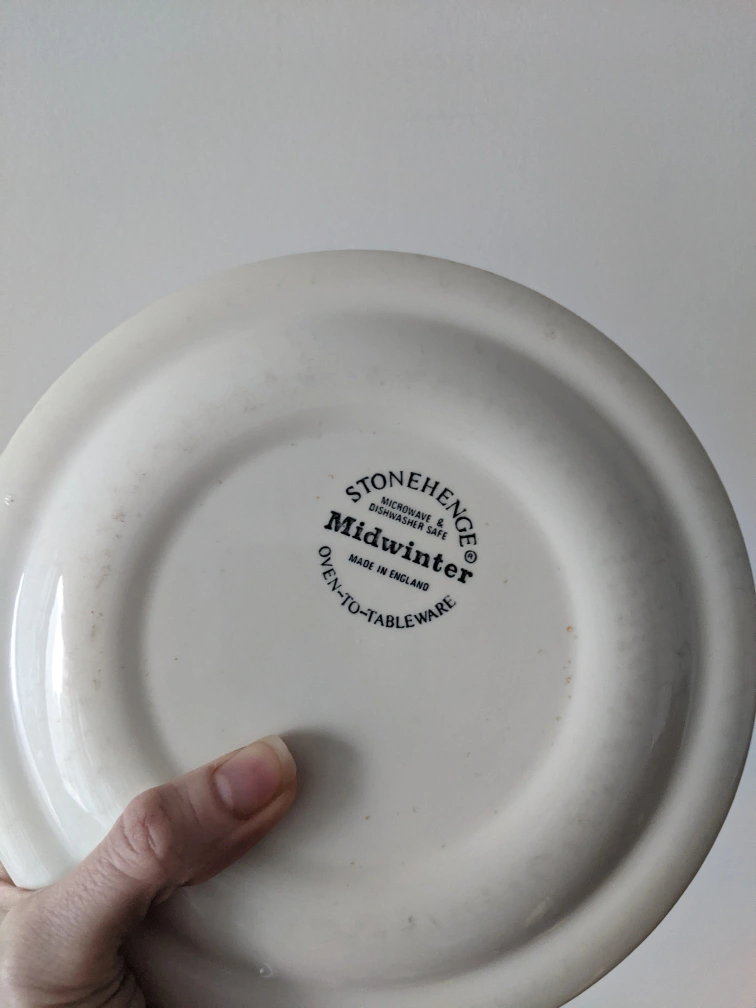 STONEHENGE®
MICROWAVE &
DISHWASHER SAFE
Midwinter
MADE IN ENGLAND
OVEN-TO-TABLEWARE